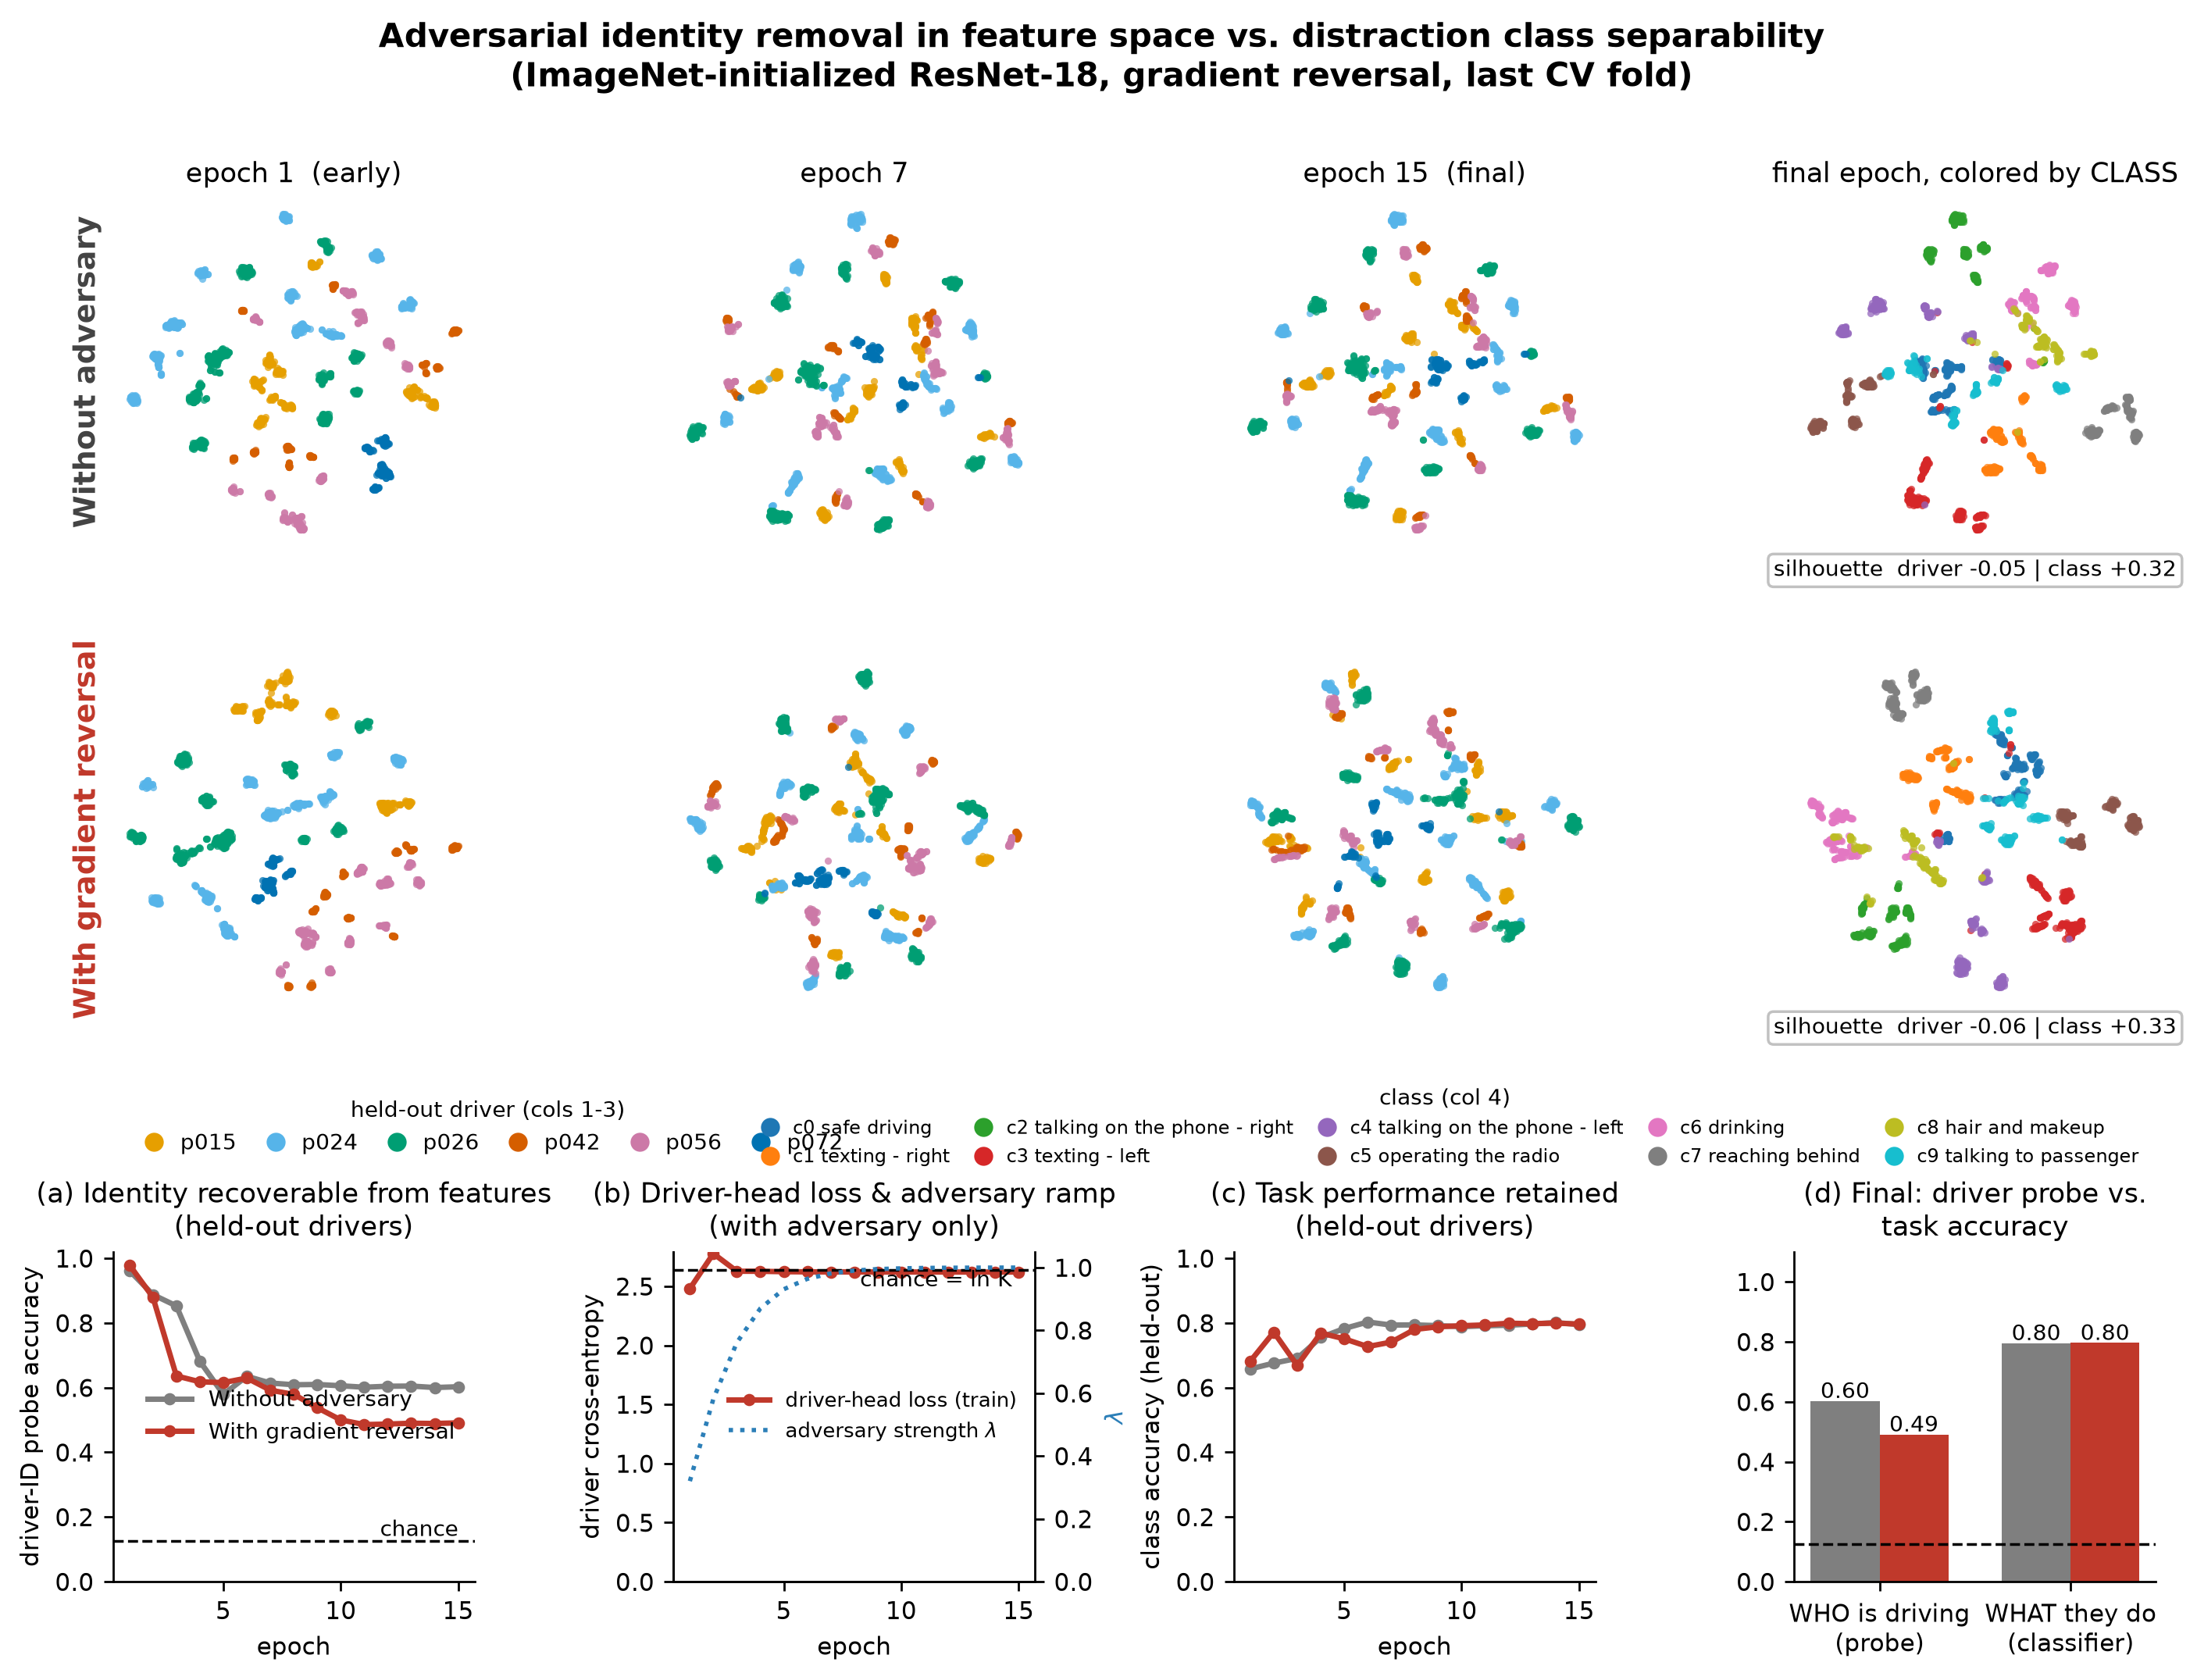 Adversarial identity removal in feature space vs. distraction class separability
(ImageNet-initialized ResNet-18, gradient reversal, last CV fold)
epoch 1  (early)
epoch 7
epoch 15  (final)
final epoch, colored by CLASS
Without adversary
silhouette  driver -0.05 | class +0.32
With gradient reversal
silhouette  driver -0.06 | class +0.33
held-out driver (cols 1-3)
p015
p024
p026
p042
p056
p072
class (col 4)
c0 safe driving
c2 talking on the phone - right
c4 talking on the phone - left
c6 drinking
c8 hair and makeup
c1 texting - right
c3 texting - left
c5 operating the radio
c7 reaching behind
c9 talking to passenger
(a) Identity recoverable from features
(held-out drivers)
driver-ID probe accuracy
1.0
0.8
0.6
0.4
0.2
0.0
Without adversary
With gradient reversal
chance
5
10
15
epoch
(b) Driver-head loss & adversary ramp
(with adversary only)
driver cross-entropy
2.5
2.0
1.5
1.0
0.5
0.0
chance = ln K
driver-head loss (train)
adversary strength λ
1.0
0.8
0.6
0.4
0.2
0.0
λ
5
10
15
epoch
(c) Task performance retained
(held-out drivers)
class accuracy (held-out)
1.0
0.8
0.6
0.4
0.2
0.0
5
10
15
epoch
(d) Final: driver probe vs.
task accuracy
1.0
0.8
0.6
0.4
0.2
0.0
0.60
0.49
0.80
0.80
WHO is driving
(probe)
WHAT they do
(classifier)